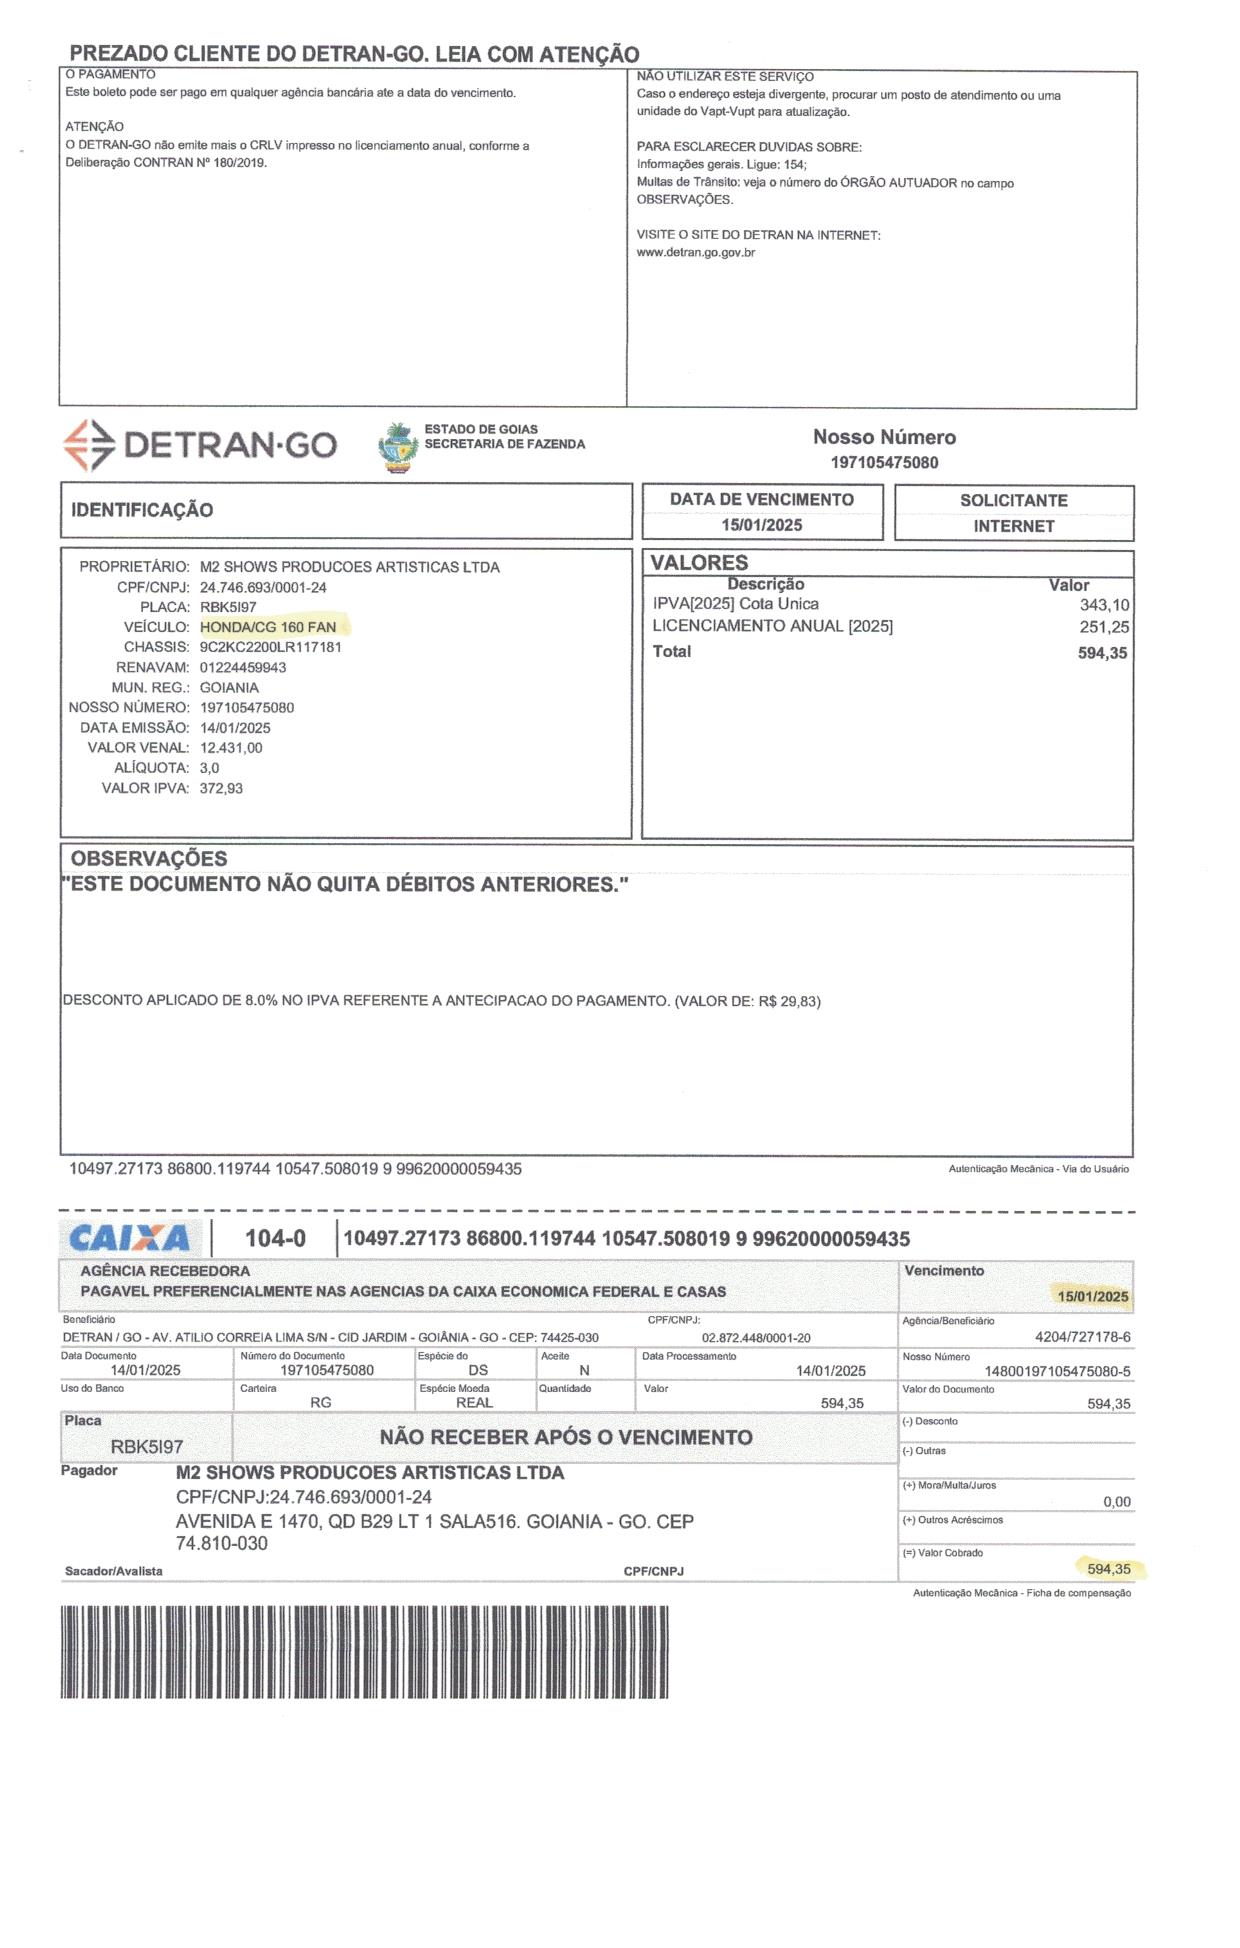 PREZADO CLIENTE DO DETRAN-GO. LEIA COM ATENÇÃO
O PAGAMENTO
Este boleto pode ser pago em qualquer agência bancária ate a data do vencimento.
ATENÇÃO
O DETRAN-GO não emite mais o CRLV impresso no licenciamento anual, conforme a
Deliberação CONTRAN Nº 180/2019.
NÃO UTILIZAR ESTE SERVIÇO
Caso o endereço esteja divergente, procurar um posto de atendimento ou uma
unidade do Vapt-Vupt para atualização.
PARA ESCLARECER DUVIDAS SOBRE:
Informações gerais. Ligue: 154;
Multas de Trânsito: veja o número do ÓRGÃO AUTUADOR no campo
OBSERVAÇÕES.
VISITE O SITE DO DETRAN NA INTERNET:
www.detran.go.gov.br
DETRAN·GO
ESTADO DE GOIAS
SECRETARIA DE FAZENDA
Nosso Número
197105475080
IDENTIFICAÇÃO
DATA DE VENCIMENTO
15/01/2025
SOLICITANTE
INTERNET
PROPRIETÁRIO: M2 SHOWS PRODUCOES ARTISTICAS LTDA
CPF/CNPJ: 24.746.693/0001-24
PLACA: RBK5I97
VEÍCULO: HONDA/CG 160 FAN
CHASSIS: 9C2KC2200LR117181
RENAVAM: 01224459943
MUN. REG.: GOIANIA
NOSSO NÚMERO: 197105475080
DATA EMISSÃO: 14/01/2025
VALOR VENAL: 12.431,00
ALÍQUOTA: 3,0
VALOR IPVA: 372,93
VALORES
Descrição Valor
IPVA[2025] Cota Unica 343,10
LICENCIAMENTO ANUAL [2025] 251,25
Total 594,35
OBSERVAÇÕES
"ESTE DOCUMENTO NÃO QUITA DÉBITOS ANTERIORES."
DESCONTO APLICADO DE 8.0% NO IPVA REFERENTE A ANTECIPACAO DO PAGAMENTO. (VALOR DE: R$ 29,83)
10497.27173 86800.119744 10547.508019 9 99620000059435
Autenticação Mecânica - Via do Usuário
CAIXA 104-0 10497.27173 86800.119744 10547.508019 9 99620000059435
AGÊNCIA RECEBEDORA
PAGAVEL PREFERENCIALMENTE NAS AGENCIAS DA CAIXA ECONOMICA FEDERAL E CASAS
Vencimento
15/01/2025
Beneficiário CPF/CNPJ:
DETRAN / GO - AV. ATILIO CORREIA LIMA S/N - CID JARDIM - GOIÂNIA - GO - CEP: 74425-030 02.872.448/0001-20
Agência/Beneficiário
4204/727178-6
Data Documento Número do Documento Espécie do Aceite Data Processamento Nosso Número
14/01/2025 197105475080 DS N 14/01/2025 14800197105475080-5
Uso do Banco Carteira Espécie Moeda Quantidade Valor Valor do Documento
RG REAL 594,35 594,35
Placa
RBK5I97
NÃO RECEBER APÓS O VENCIMENTO
(-) Desconto
(-) Outras
Pagador M2 SHOWS PRODUCOES ARTISTICAS LTDA
CPF/CNPJ:24.746.693/0001-24
AVENIDA E 1470, QD B29 LT 1 SALA516. GOIANIA - GO. CEP
74.810-030
(+) Mora/Multa/Juros
0,00
(+) Outros Acréscimos
(=) Valor Cobrado
594,35
Sacador/Avalista CPF/CNPJ
Autenticação Mecânica - Ficha de compensação